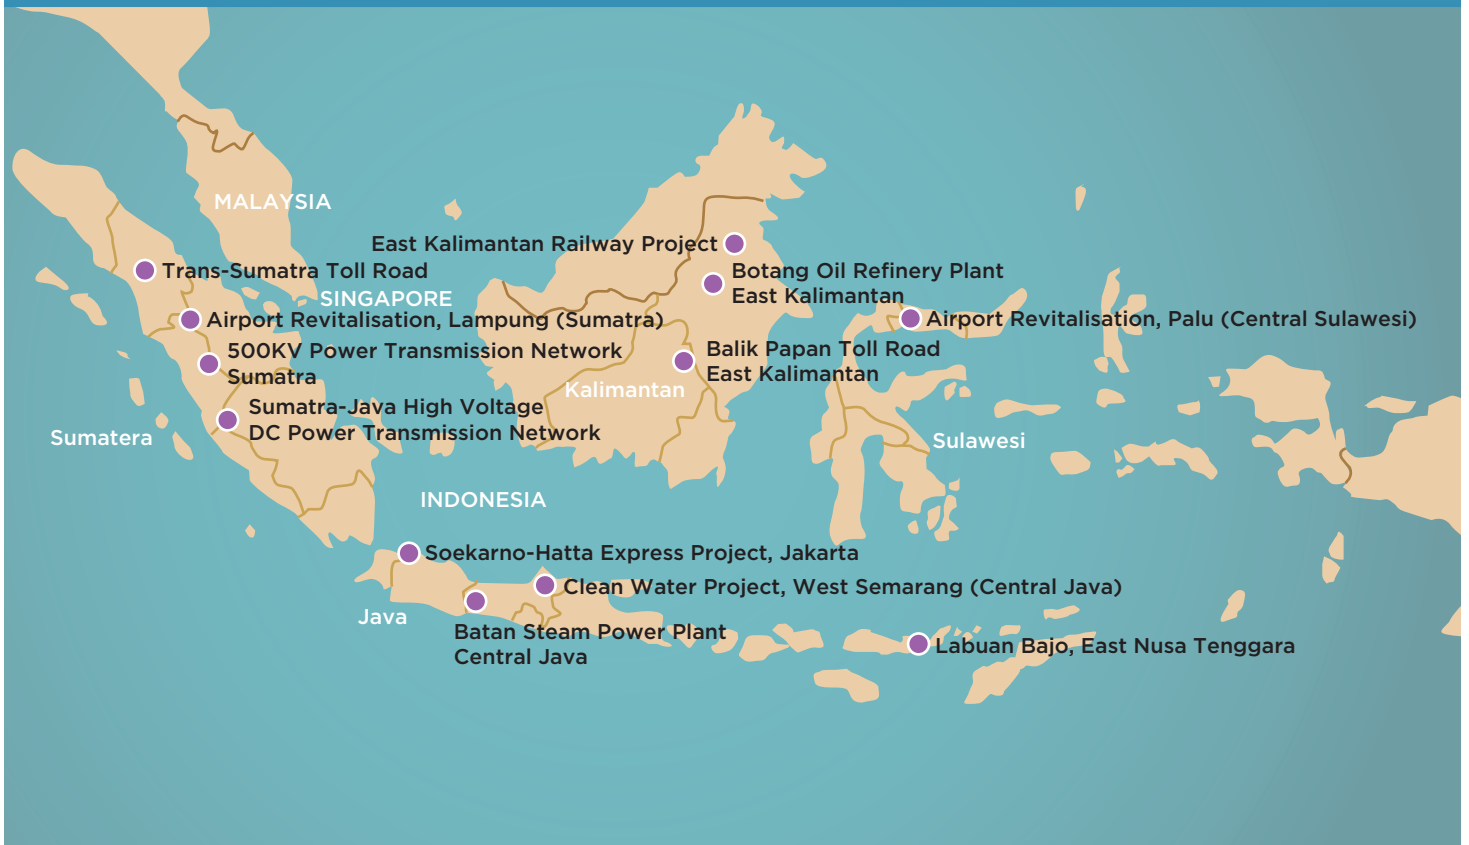 MALAYSIA
East Kalimantan Railway Project
Trans-Sumatra Toll Road
Botang Oil Refinery Plant
East Kalimantan
SINGAPORE
Airport Revitalisation, Lampung (Sumatra)
Airport Revitalisation, Palu (Central Sulawesi)
500KV Power Transmission Network
Sumatra
Balik Papan Toll Road
East Kalimantan
Kalimantan
Sumatra-Java High Voltage
DC Power Transmission Network
Sumatera
Sulawesi
INDONESIA
Soekarno-Hatta Express Project, Jakarta
Clean Water Project, West Semarang (Central Java)
Java
Batan Steam Power Plant
Central Java
Labuan Bajo, East Nusa Tenggara